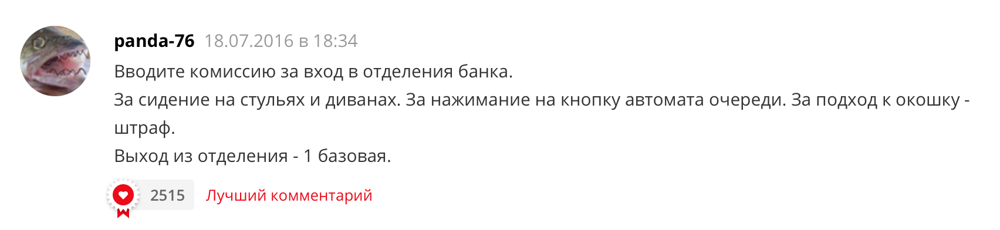 panda-76 18.07.2016 в 18:34
Вводите комиссию за вход в отделения банка.
За сидение на стульях и диванах. За нажимание на кнопку автомата очереди. За подход к окошку -
штраф.
Выход из отделения - 1 базовая.
2515 Лучший комментарий